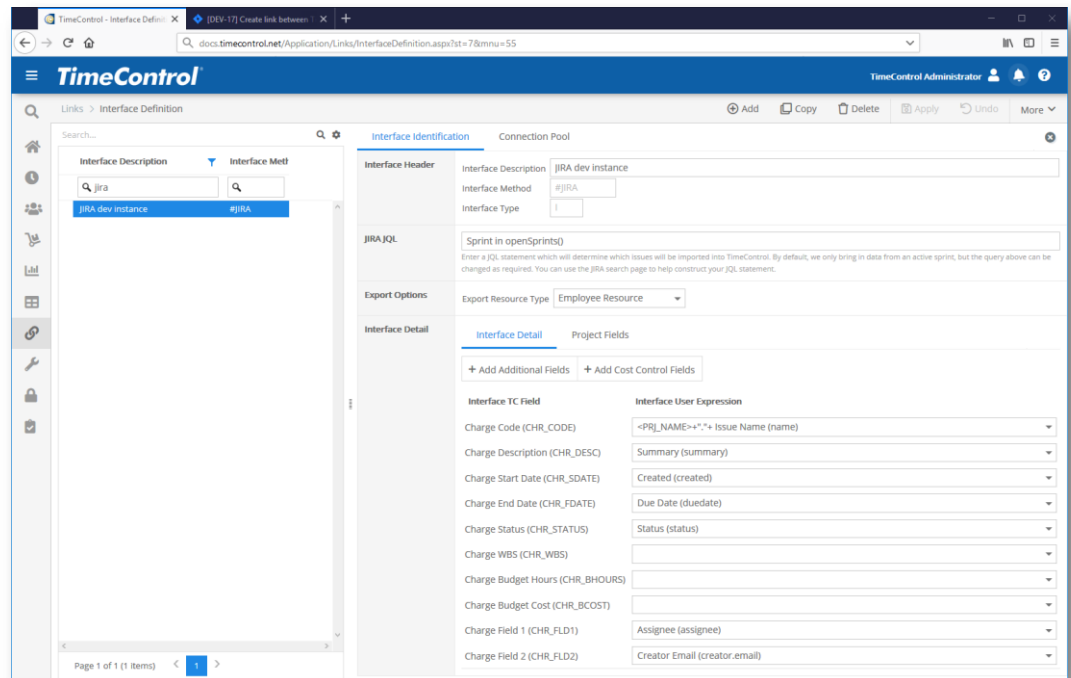 TimeControl - Interface Definit
[DEV-17] Create link between T
docs.timecontrol.net/Application/Links/InterfaceDefinition.aspx?st=7&mnu=55
TimeControl
TimeControl Administrator
Links > Interface Definition
Add
Copy
Delete
Apply
Undo
More
Search...
Interface Description
Interface Meth
jira
JIRA dev instance
#JIRA
Page 1 of 1 (1 items)
1
Interface Identification
Connection Pool
Interface Header
Interface Description
JIRA dev instance
Interface Method
#JIRA
Interface Type
I
JIRA JQL
Sprint in openSprints()
Enter a JQL statement which will determine which issues will be imported into TimeControl. By default, we only bring in data from an active sprint, but the query above can be
changed as required. You can use the JIRA search page to help construct your JQL statement.
Export Options
Export Resource Type
Employee Resource
Interface Detail
Interface Detail
Project Fields
+ Add Additional Fields
+ Add Cost Control Fields
Interface TC Field
Interface User Expression
Charge Code (CHR_CODE)
<PRJ_NAME>+"."+ Issue Name (name)
Charge Description (CHR_DESC)
Summary (summary)
Charge Start Date (CHR_SDATE)
Created (created)
Charge End Date (CHR_FDATE)
Due Date (duedate)
Charge Status (CHR_STATUS)
Status (status)
Charge WBS (CHR_WBS)
Charge Budget Hours (CHR_BHOURS)
Charge Budget Cost (CHR_BCOST)
Charge Field 1 (CHR_FLD1)
Assignee (assignee)
Charge Field 2 (CHR_FLD2)
Creator Email (creator.email)